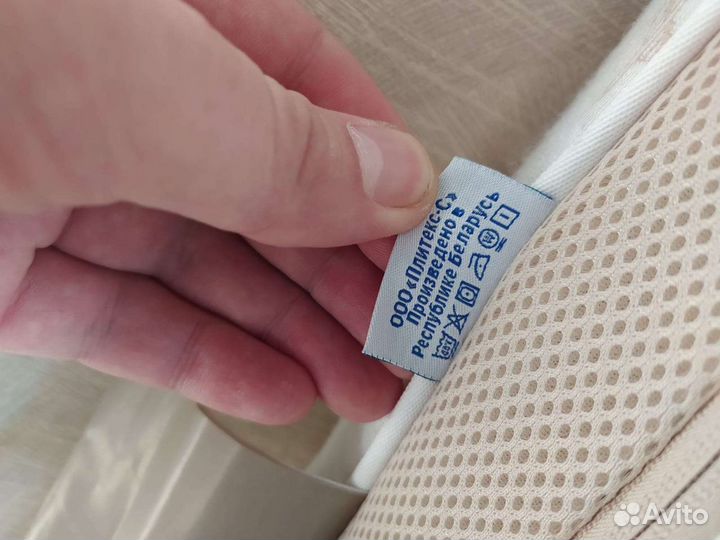 ООО «Плитекс-С»
Произведено в
Республике Беларусь
Avito